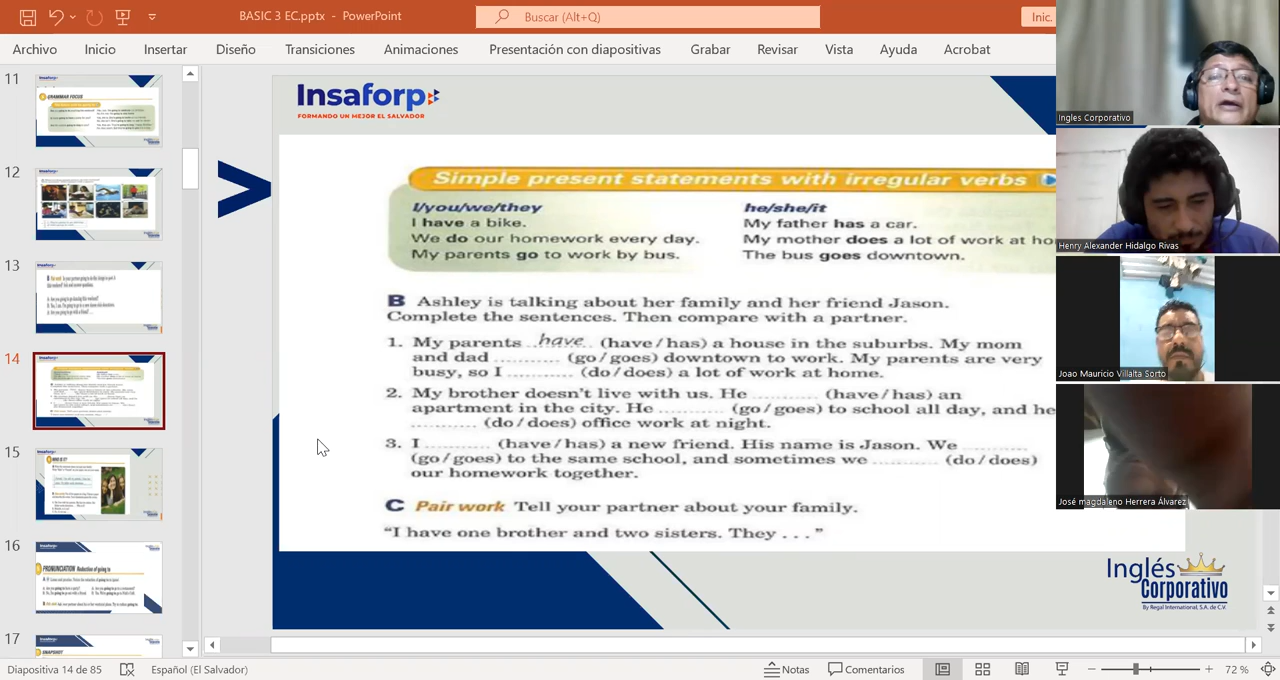 BASIC 3 EC.pptx - PowerPoint
Buscar (Alt+Q)
Inic.
Archivo Inicio Insertar Diseño Transiciones Animaciones Presentación con diapositivas Grabar Revisar Vista Ayuda Acrobat
11
GRAMMAR FOCUS
12
13
14
15
WHO IS IT?
16
PRONUNCIATION Reduction of going to
17
SNAPSHOT
Insaforp
FORMANDO UN MEJOR EL SALVADOR
Simple present statements with irregular verbs
I/you/we/they he/she/it
I have a bike. My father has a car.
We do our homework every day. My mother does a lot of work at ho
My parents go to work by bus. The bus goes downtown.
B Ashley is talking about her family and her friend Jason.
Complete the sentences. Then compare with a partner.
1. My parents ..have.. (have/has) a house in the suburbs. My mom
and dad .......... (go/goes) downtown to work. My parents are very
busy, so I .......... (do/does) a lot of work at home.
2. My brother doesn't live with us. He .......... (have/has) an
apartment in the city. He .......... (go/goes) to school all day, and he
.......... (do/does) office work at night.
3. I .......... (have/has) a new friend. His name is Jason. We ..........
(go/goes) to the same school, and sometimes we .......... (do/does)
our homework together.
C Pair work Tell your partner about your family.
"I have one brother and two sisters. They . . . "
Inglés
Corporativo
By Regal International, S.A. de C.V.
Ingles Corporativo
Henry Alexander Hidalgo Rivas
Joao Mauricio Villalta Sorto
José magdaleno Herrera Álvarez
Diapositiva 14 de 85 Español (El Salvador) Notas Comentarios 72 %